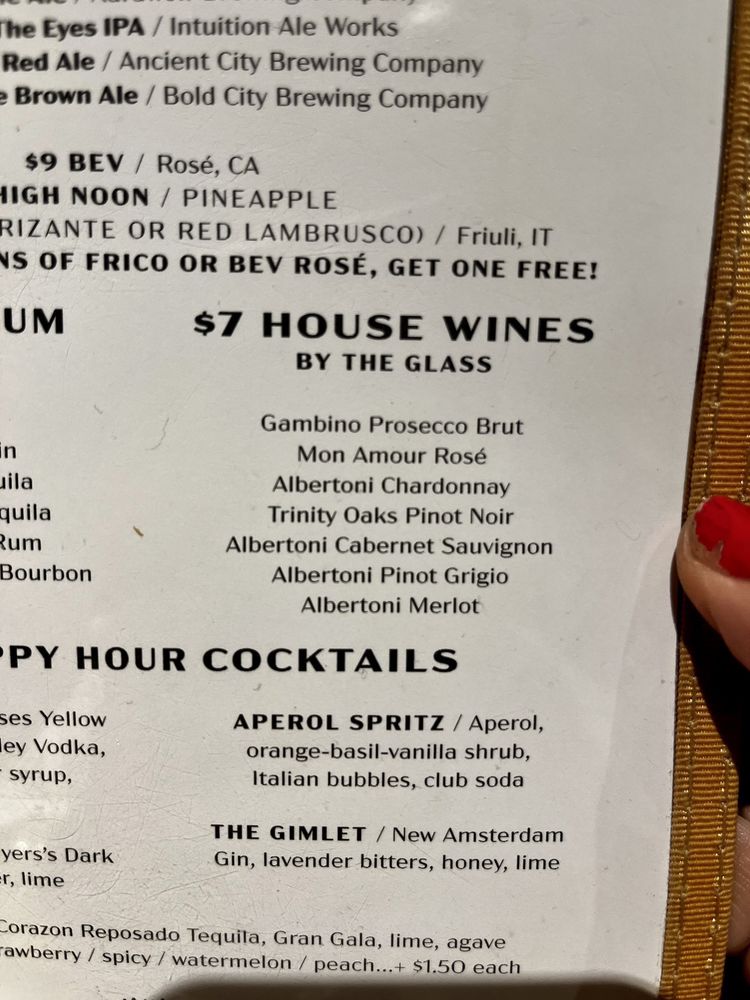 The Eyes IPA / Intuition Ale Works
Red Ale / Ancient City Brewing Company
Brown Ale / Bold City Brewing Company
$9 BEV / Rosé, CA
HIGH NOON / PINEAPPLE
RIZANTE OR RED LAMBRUSCO) / Friuli, IT
NS OF FRICO OR BEV ROSÉ, GET ONE FREE!
UM
$7 HOUSE WINES
BY THE GLASS
in
uila
quila
Rum
Bourbon
Gambino Prosecco Brut
Mon Amour Rosé
Albertoni Chardonnay
Trinity Oaks Pinot Noir
Albertoni Cabernet Sauvignon
Albertoni Pinot Grigio
Albertoni Merlot
PPY HOUR COCKTAILS
ses Yellow
ley Vodka,
syrup,
APEROL SPRITZ / Aperol,
orange-basil-vanilla shrub,
Italian bubbles, club soda
yers's Dark
r, lime
THE GIMLET / New Amsterdam
Gin, lavender bitters, honey, lime
Corazon Reposado Tequila, Gran Gala, lime, agave
rawberry / spicy / watermelon / peach...+ $1.50 each